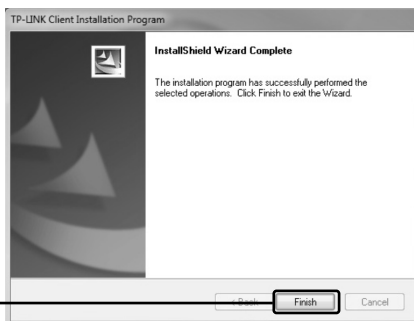 TP-LINK Client Installation Program
InstallShield Wizard Complete
The installation program has successfully performed the
selected operations. Click Finish to exit the Wizard.
< Back Finish Cancel